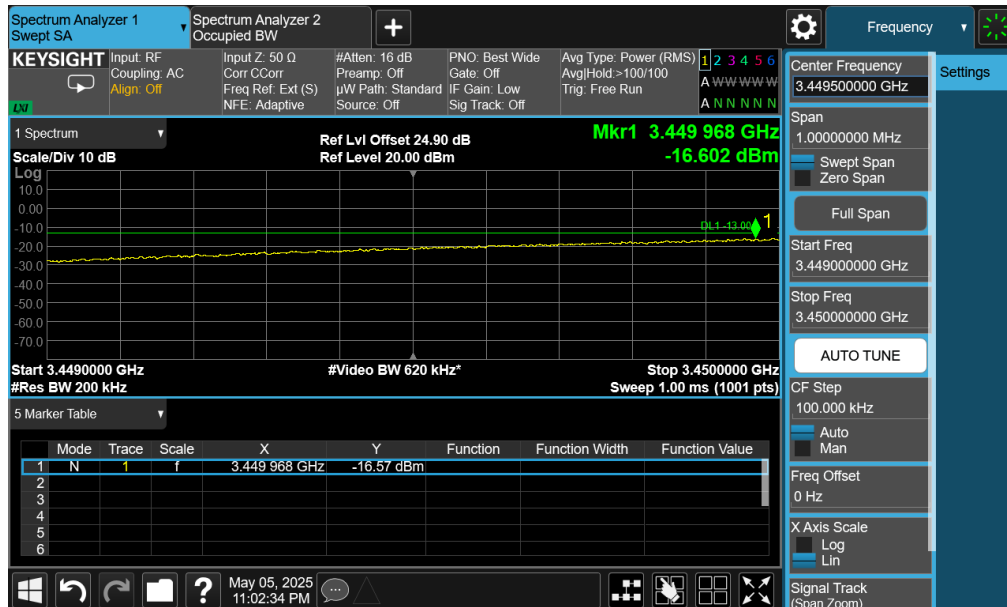 Spectrum Analyzer 1
Swept SA
Spectrum Analyzer 2
Occupied BW
+
Frequency
KEYSIGHT
LXI
Input: RF
Coupling: AC
Align: Off
Input Z: 50 Ω
Corr CCorr
Freq Ref: Ext (S)
NFE: Adaptive
#Atten: 16 dB
Preamp: Off
µW Path: Standard
Source: Off
PNO: Best Wide
Gate: Off
IF Gain: Low
Sig Track: Off
Avg Type: Power (RMS)
Avg|Hold:>100/100
Trig: Free Run
1 2 3 4 5 6
A W W W W W
A N N N N N
1 Spectrum
Scale/Div 10 dB
Ref Lvl Offset 24.90 dB
Ref Level 20.00 dBm
Mkr1 3.449 968 GHz
-16.602 dBm
Log
10.0
0.00
-10.0
-20.0
-30.0
-40.0
-50.0
-60.0
-70.0
DL1 -13.00
1
Start 3.4490000 GHz
#Res BW 200 kHz
#Video BW 620 kHz*
Stop 3.4500000 GHz
Sweep 1.00 ms (1001 pts)
5 Marker Table
Mode Trace Scale X Y Function Function Width Function Value
1 N 1 f 3.449 968 GHz -16.57 dBm
2
3
4
5
6
Center Frequency
3.449500000 GHz
Settings
Span
1.00000000 MHz
Swept Span
Zero Span
Full Span
Start Freq
3.449000000 GHz
Stop Freq
3.450000000 GHz
AUTO TUNE
CF Step
100.000 kHz
Auto
Man
Freq Offset
0 Hz
X Axis Scale
Log
Lin
Signal Track
(Span Zoom)
?
May 05, 2025
11:02:34 PM